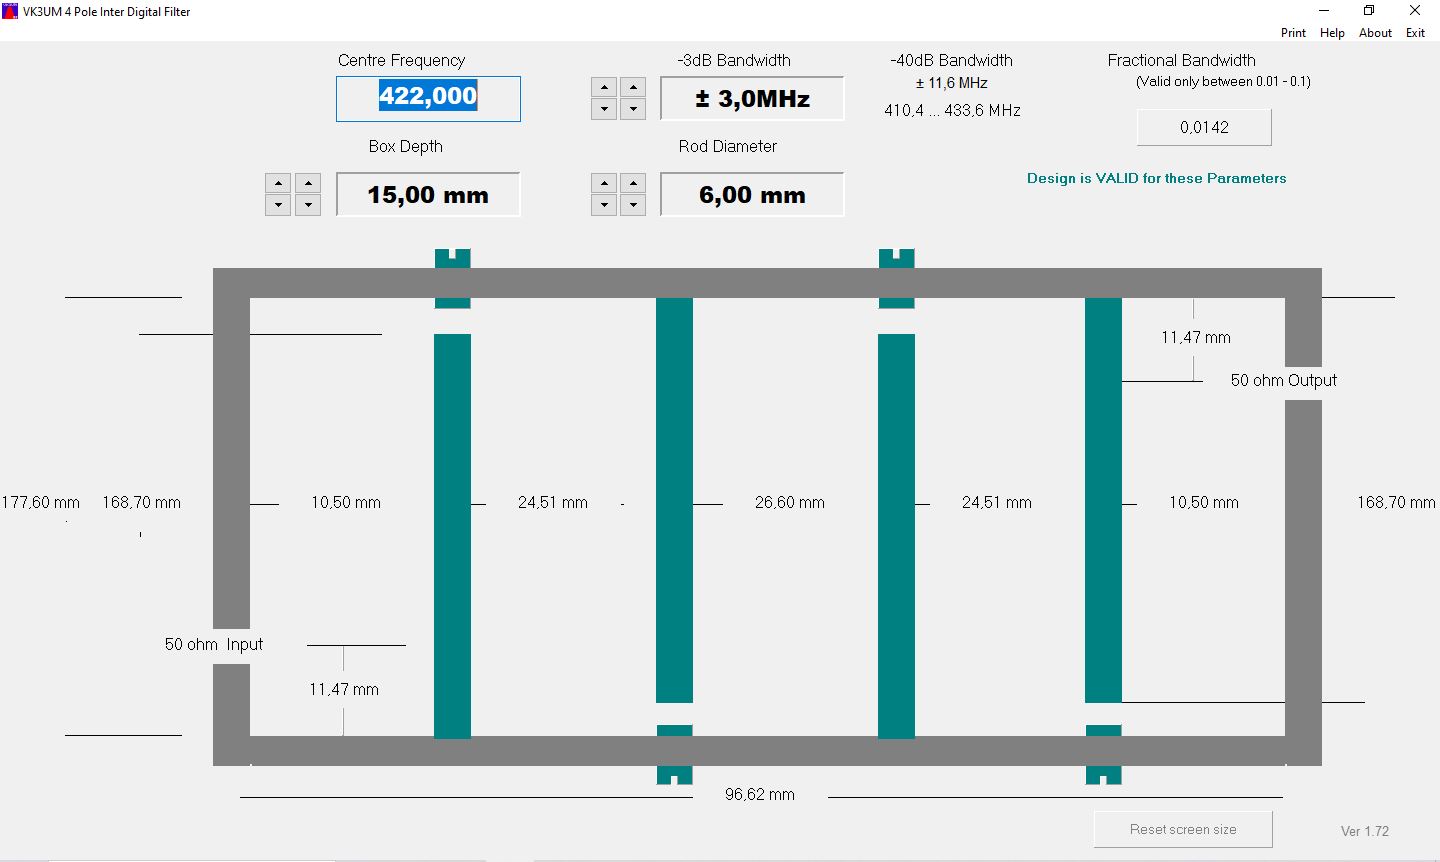 VK3UM 4 Pole Inter Digital Filter
Print Help About Exit
Centre Frequency
-3dB Bandwidth
-40dB Bandwidth
Fractional Bandwidth
422,000
± 3,0MHz
± 11,6 MHz
(Valid only between 0.01 - 0.1)
410,4 ... 433,6 MHz
0,0142
Box Depth
Rod Diameter
Design is VALID for these Parameters
15,00 mm
6,00 mm
11,47 mm
50 ohm Output
177,60 mm
168,70 mm
10,50 mm
24,51 mm
26,60 mm
24,51 mm
10,50 mm
168,70 mm
50 ohm Input
11,47 mm
96,62 mm
Reset screen size
Ver 1.72